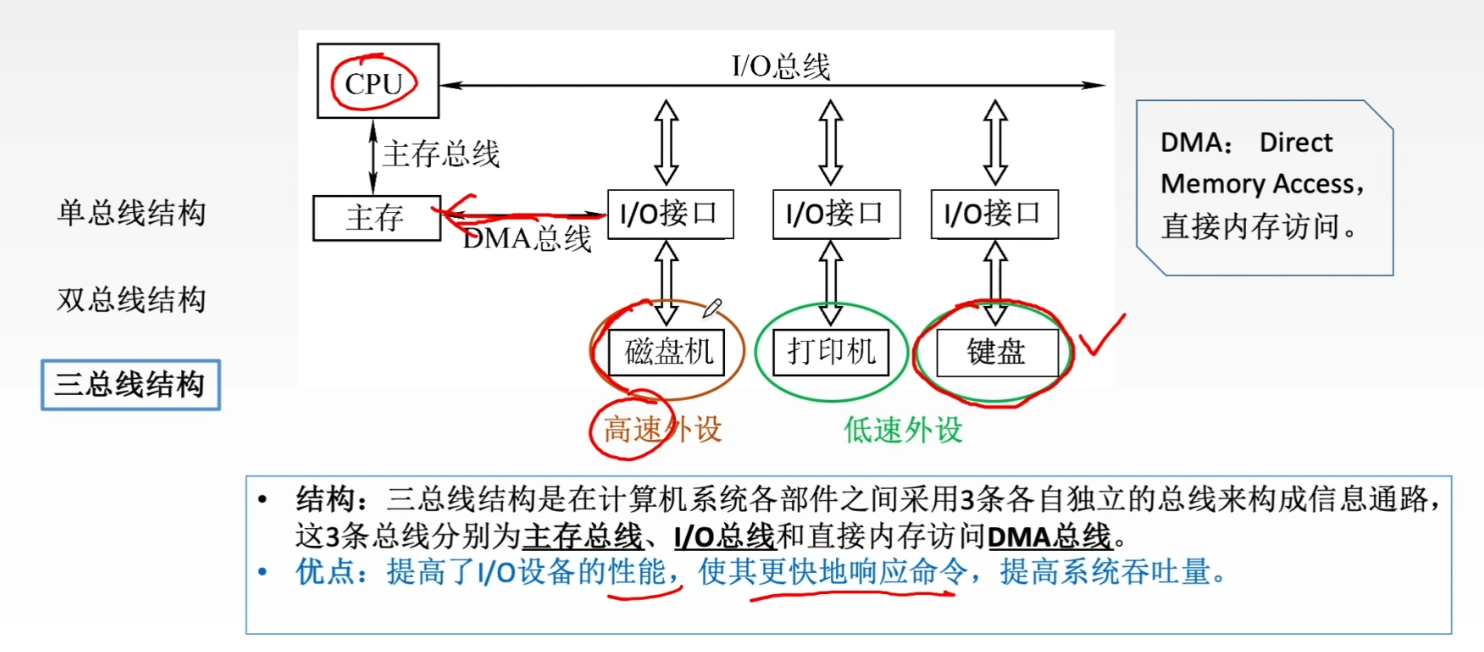 I/O总线
CPU
主存总线
DMA: Direct
Memory Access,
直接内存访问。
单总线结构
主存
I/O接口
I/O接口
I/O接口
DMA总线
双总线结构
磁盘机
打印机
键盘
三总线结构
高速外设
低速外设
• 结构：三总线结构是在计算机系统各部件之间采用3条各自独立的总线来构成信息通路，
这3条总线分别为主存总线、I/O总线和直接内存访问DMA总线。
• 优点：提高了I/O设备的性能，使其更快地响应命令，提高系统吞吐量。